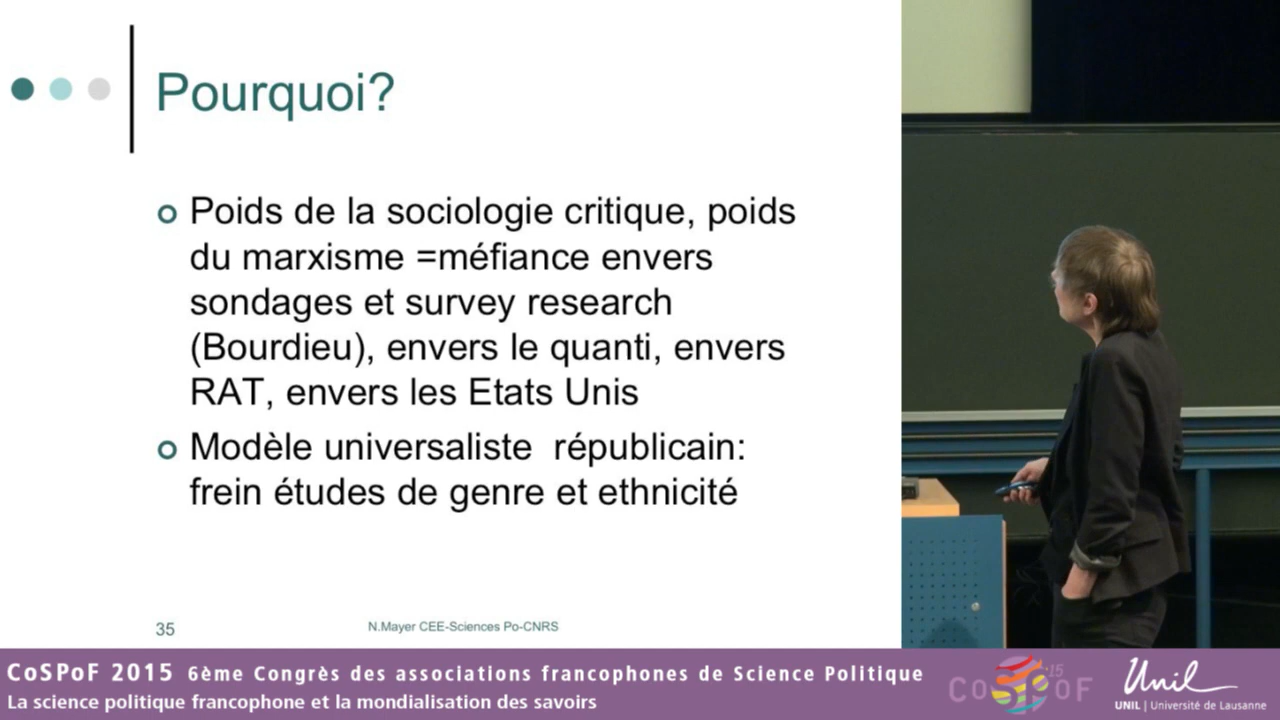 Pourquoi?
Poids de la sociologie critique, poids
du marxisme =méfiance envers
sondages et survey research
(Bourdieu), envers le quanti, envers
RAT, envers les Etats Unis
Modèle universaliste  républicain:
frein études de genre et ethnicité
35
N.Mayer CEE-Sciences Po-CNRS
CoSPoF 2015 6ème Congrès des associations francophones de Science Politique
La science politique francophone et la mondialisation des savoirs
CoSPoF
15
Unil
UNIL | Université de Lausanne